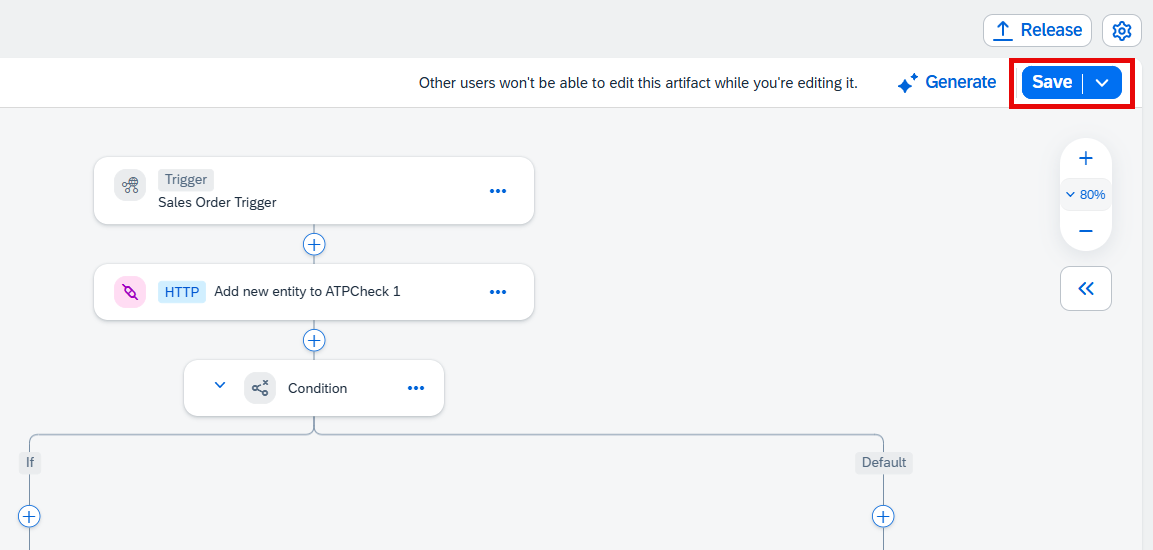 Release
Other users won't be able to edit this artifact while you're editing it.
Generate
Save
Trigger
Sales Order Trigger
80%
HTTP Add new entity to ATPCheck 1
Condition
If
Default